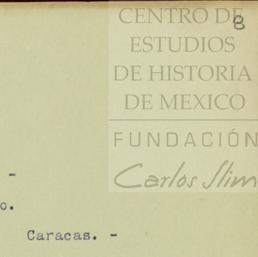 CENTRO DE
8
ESTUDIOS
DE HISTORIA
DE MEXICO
FUNDACIÓN
Carlos Slim
-
o.
Caracas. -